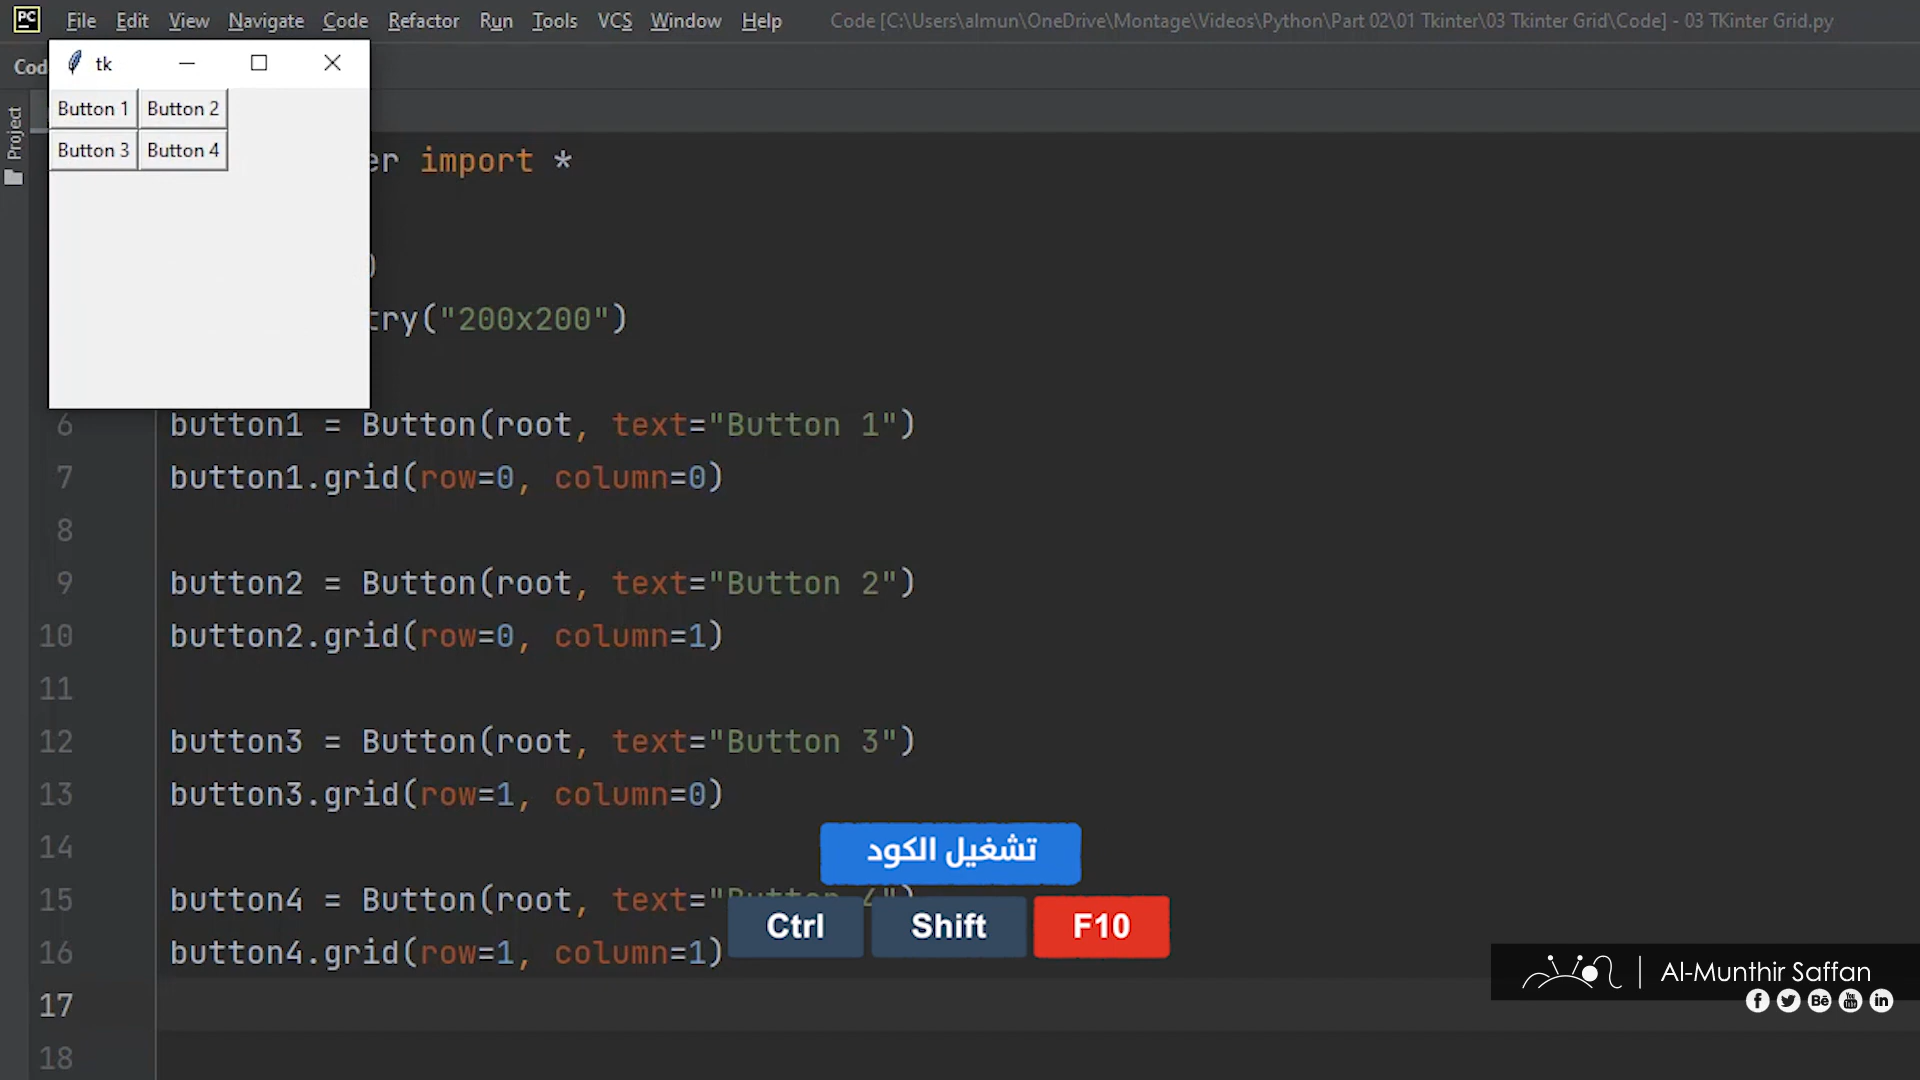 File Edit View Navigate Code Refactor Run Tools VCS Window Help Code [C:\Users\almun\OneDrive\Montage\Videos\Python\Part 02\01 Tkinter\03 Tkinter Grid\Code] - 03 TKinter Grid.py
Cod
tk
Button 1 Button 2
Button 3 Button 4
Project
er import *
)
try("200x200")
6 button1 = Button(root, text="Button 1")
7 button1.grid(row=0, column=0)
8
9 button2 = Button(root, text="Button 2")
10 button2.grid(row=0, column=1)
11
12 button3 = Button(root, text="Button 3")
13 button3.grid(row=1, column=0)
14
تشغيل الكود
15 button4 = Button(root, text="Button 4")
Ctrl Shift F10
16 button4.grid(row=1, column=1)
Al-Munthir Saffan
17
18